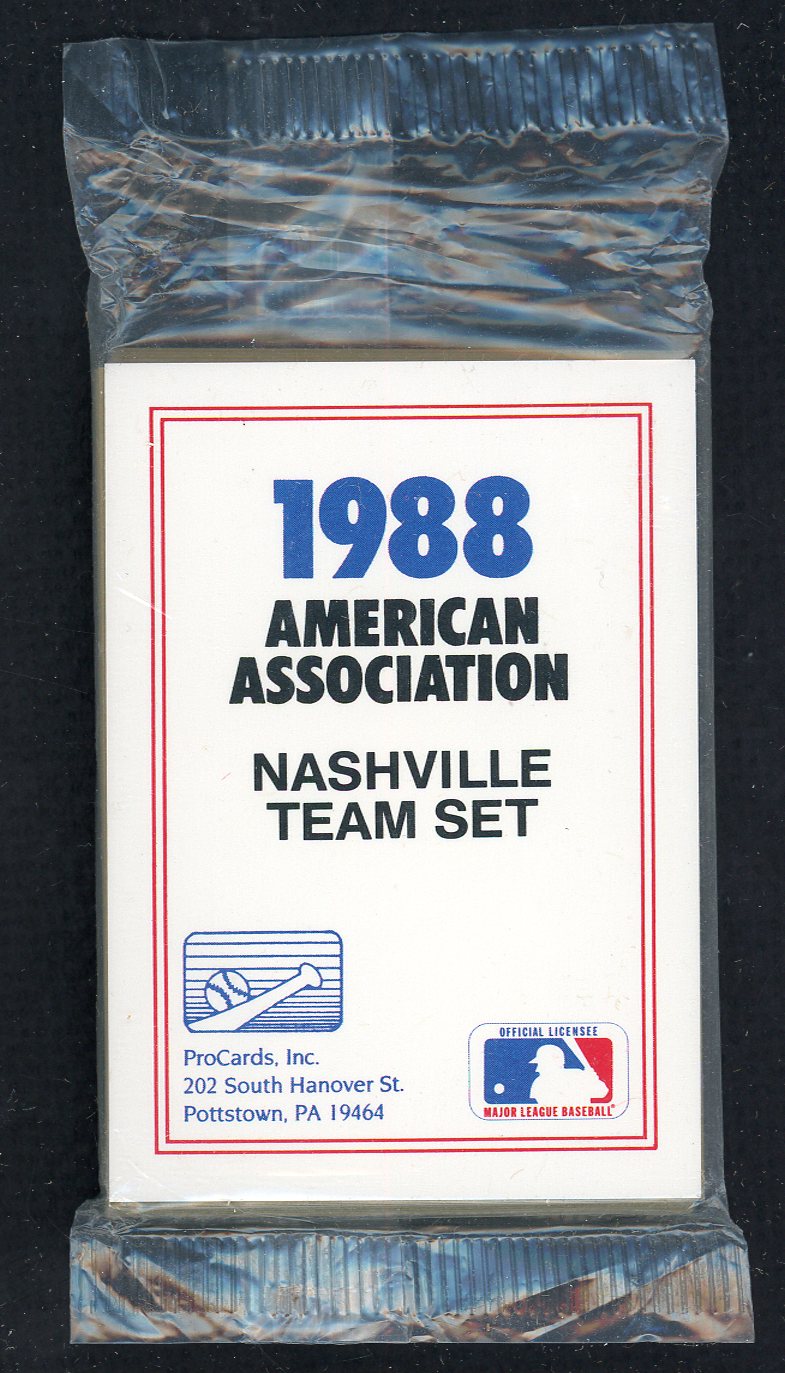 1988
AMERICAN
ASSOCIATION
NASHVILLE
TEAM SET
ProCards, Inc.
202 South Hanover St.
Pottstown, PA 19464
OFFICIAL LICENSEE
MAJOR LEAGUE BASEBALL®